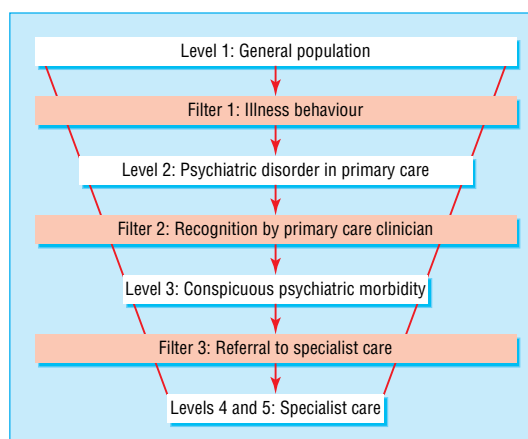 Level 1: General population
Filter 1: Illness behaviour
Level 2: Psychiatric disorder in primary care
Filter 2: Recognition by primary care clinician
Level 3: Conspicuous psychiatric morbidity
Filter 3: Referral to specialist care
Levels 4 and 5: Specialist care